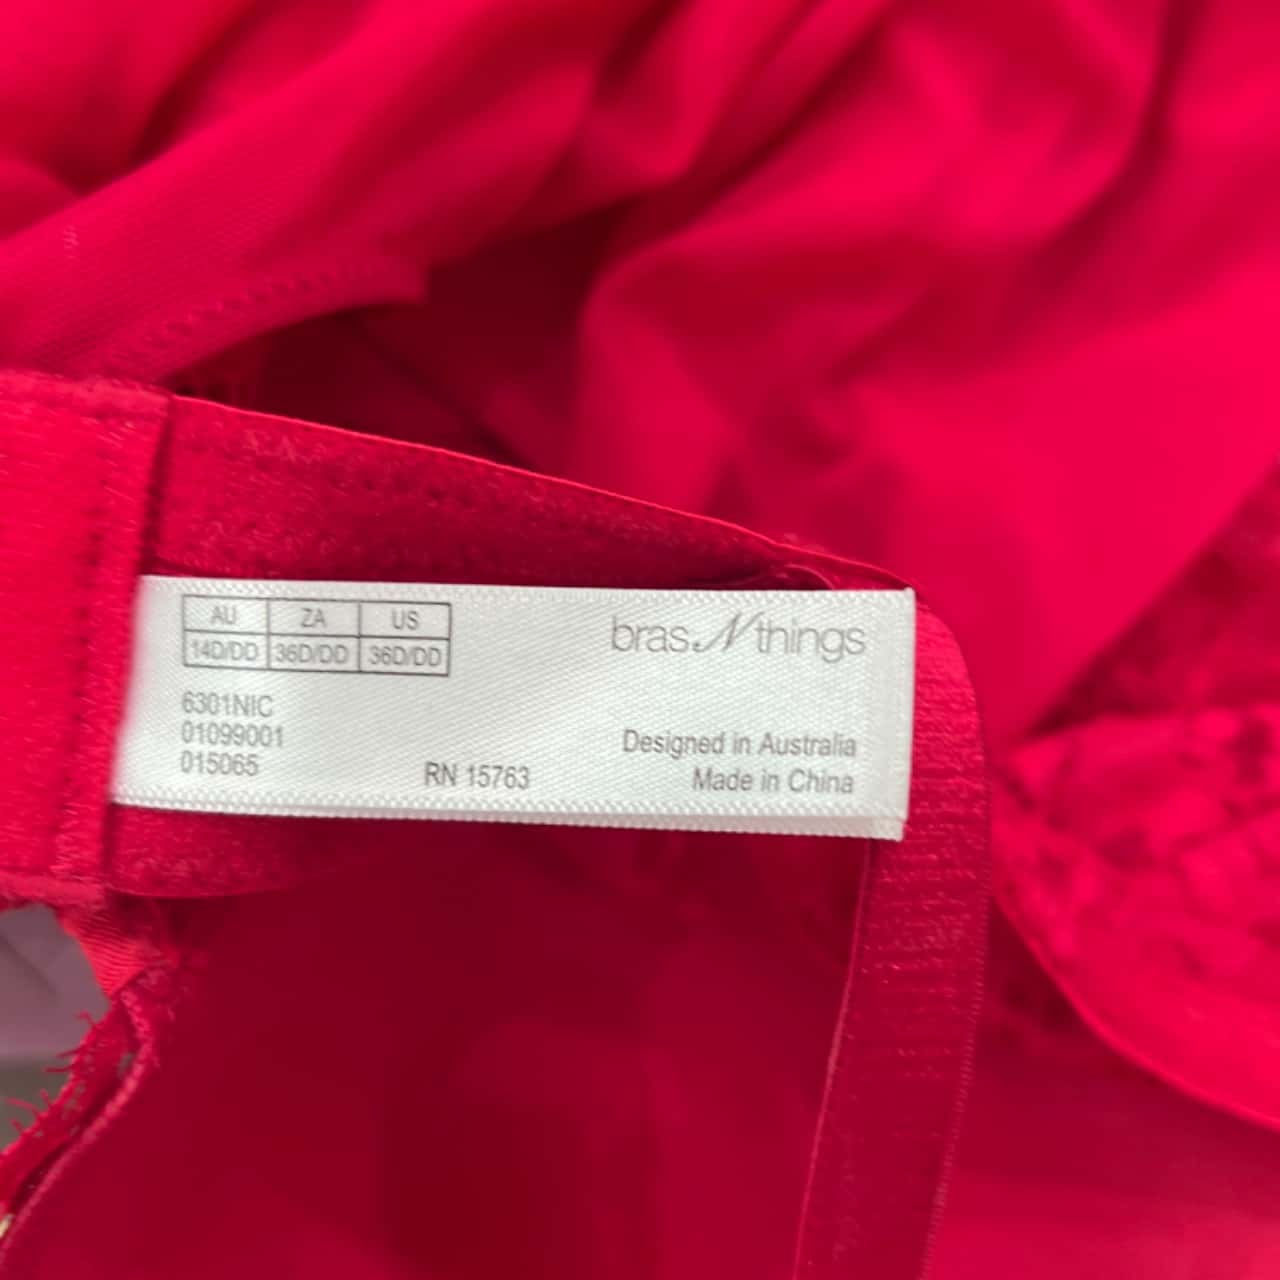 AU ZA US
14D/DD 36D/DD 36D/DD
bras N things
6301NIC
01099001
015065
RN 15763
Designed in Australia
Made in China